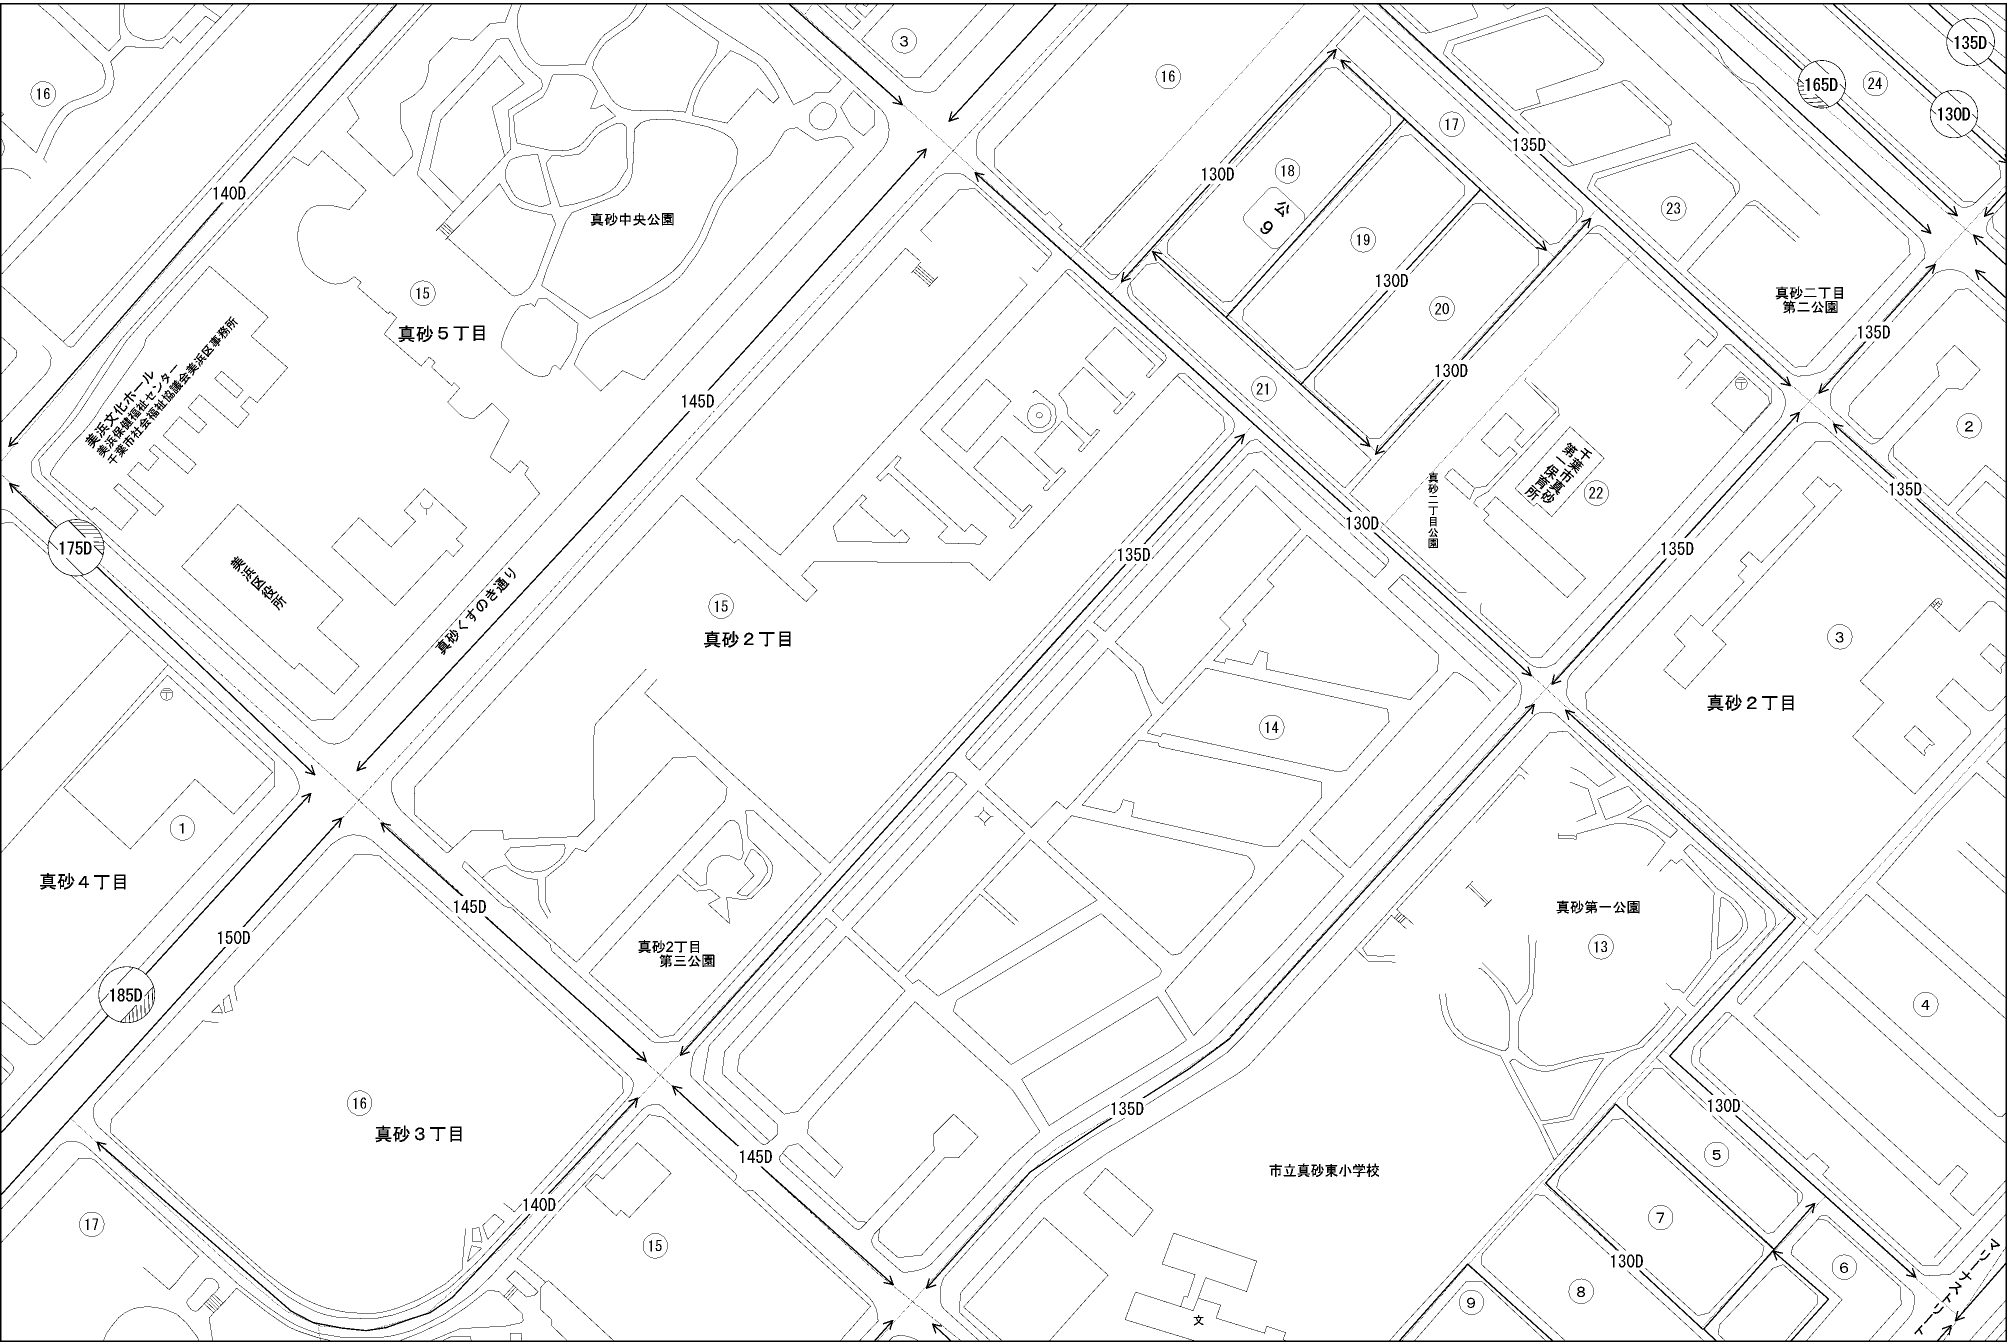 3
16
16
140D
真砂中央公園
15
真砂５丁目
美浜文化ホール
美浜保健福祉センター
千葉市社会福祉協議会美浜区事務所
145D
175D
美浜区役所
真砂くすのき通り
130D
18
公
9
17
135D
19
130D
20
130D
21
165D
24
135D
130D
23
真砂二丁目
第二公園
135D
2
135D
千葉市真砂
第一保育所
22
真砂二丁目公園
130D
135D
135D
15
真砂２丁目
14
3
真砂２丁目
1
真砂４丁目
150D
185D
145D
真砂2丁目
第三公園
真砂第一公園
13
4
16
真砂３丁目
145D
135D
130D
5
7
市立真砂東小学校
140D
17
15
文
130D
8
9
6
マリナストリート